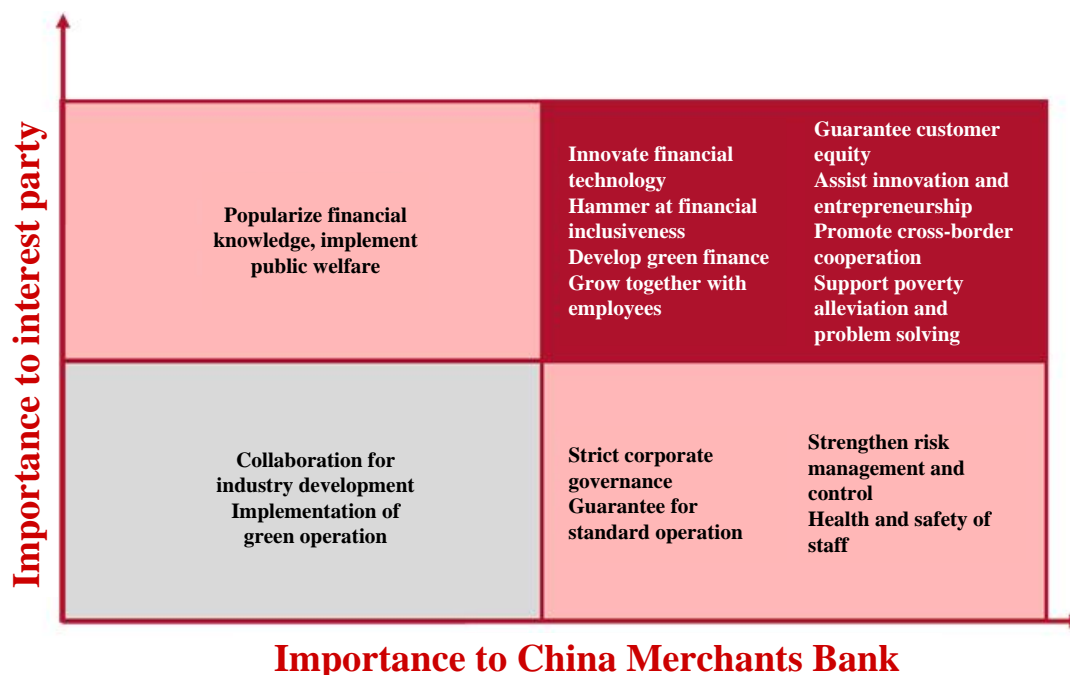 Importance to interest party
Popularize financial
knowledge, implement
public welfare
Innovate financial
technology
Hammer at financial
inclusiveness
Develop green finance
Grow together with
employees
Guarantee customer
equity
Assist innovation and
entrepreneurship
Promote cross-border
cooperation
Support poverty
alleviation and
problem solving
Collaboration for
industry development
Implementation of
green operation
Strict corporate
governance
Guarantee for
standard operation
Strengthen risk
management and
control
Health and safety of
staff
Importance to China Merchants Bank